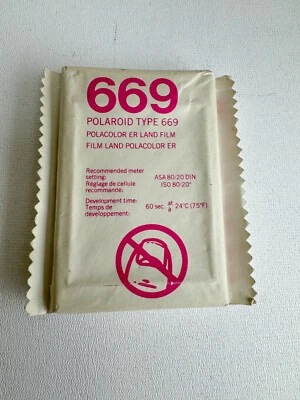 669
POLAROID TYPE 669
POLACOLOR ER LAND FILM
FILM LAND POLACOLOR ER
Recommended meter
setting: ASA 80/20 DIN
Réglage de cellule ISO 80-20°
recommandé:
Development time: 60 sec. at 24°C (75°F)
Temps de à
développement: